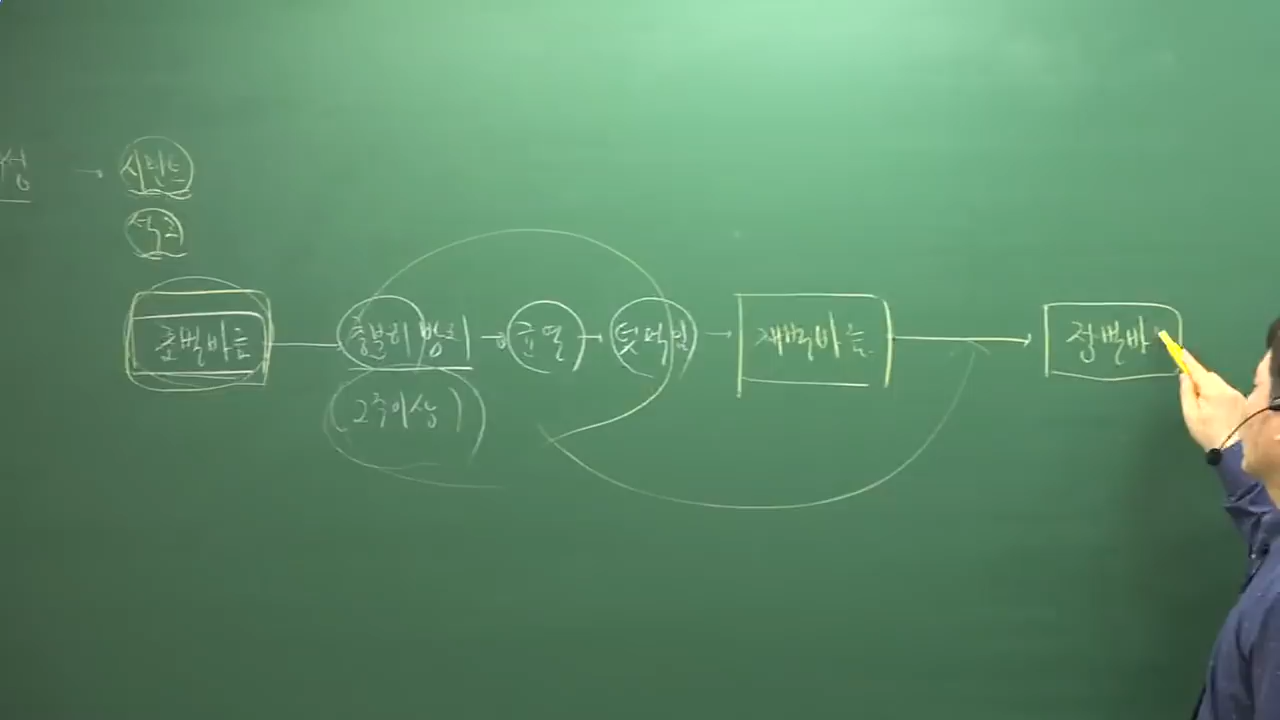 → 시멘트
석고
초벌바름 충분히 방치 → 균열 → 덧먹임 → 재벌바름 → 정벌바
(2주이상)